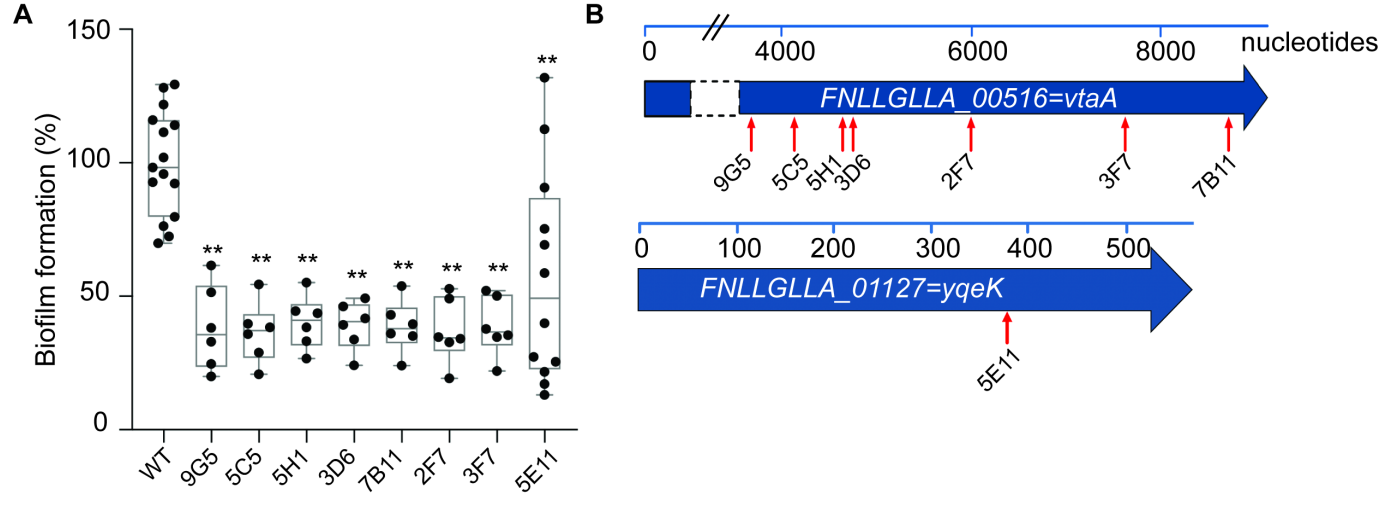 A
150
100
50
0
Biofilm formation (%)
**
**
**
**
**
**
**
**
WT
9G5
5C5
5H1
3D6
7B11
2F7
3F7
5E11
B
0 4000 6000 8000 nucleotides
FNLLGLLA_00516=vtaA
9G5 5C5 5H1 3D6 2F7 3F7 7B11
0 100 200 300 400 500
FNLLGLLA_01127=yqeK
5E11